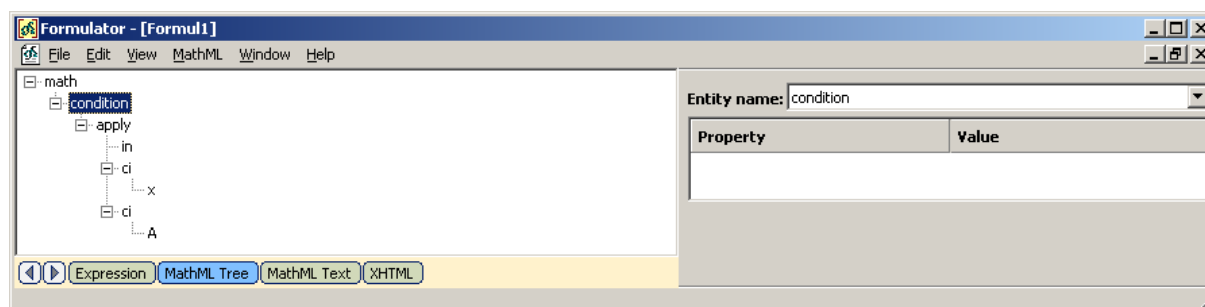 Formulator - [Formul1]
File Edit View MathML Window Help
math
condition
apply
in
ci
x
ci
A
Entity name: condition
Property Value
Expression MathML Tree MathML Text XHTML